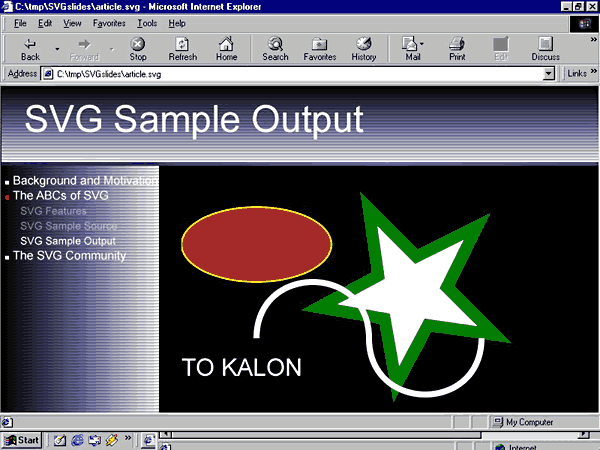 C:\tmp\SVGslides\article.svg - Microsoft Internet Explorer
File Edit View Favorites Tools Help
Back Forward Stop Refresh Home Search Favorites History Mail Print Edit Discuss
Address C:\tmp\SVGslides\article.svg Links »
SVG Sample Output
Background and Motivation
The ABCs of SVG
SVG Features
SVG Sample Source
SVG Sample Output
The SVG Community
TO KALON
My Computer
Start
Internet